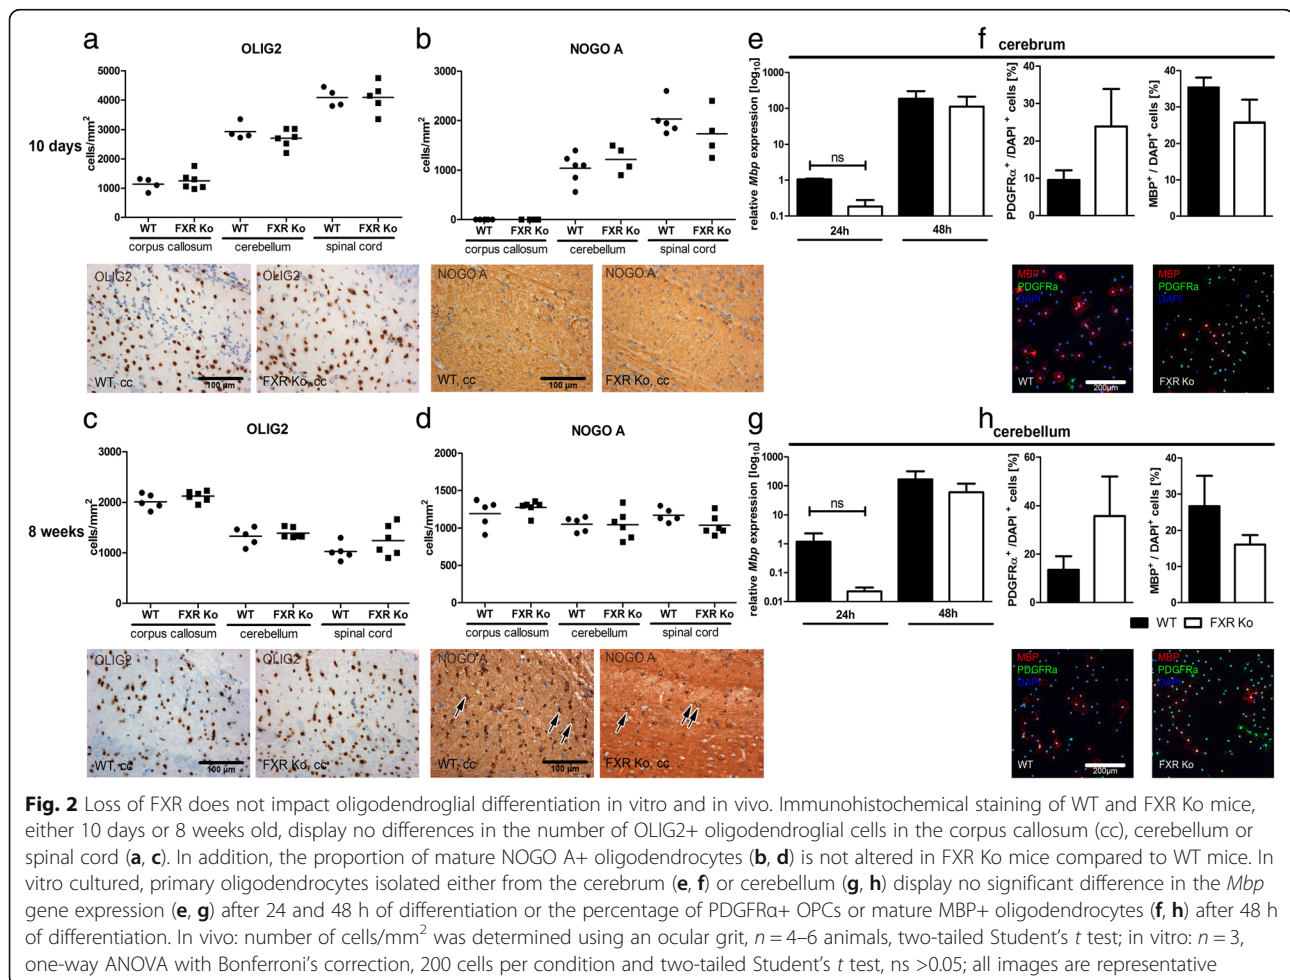 a
OLIG2
5000
4000
3000
2000
1000
0
cells/mm²
10 days
WT FXR Ko WT FXR Ko WT FXR Ko
corpus callosum cerebellum spinal cord
OLIG2
WT, cc
100 µm
OLIG2
FXR Ko, cc
b
NOGO A
3000
2000
1000
0
cells/mm²
WT FXR Ko WT FXR Ko WT FXR Ko
corpus callosum cerebellum spinal cord
NOGO A
WT, cc
100 µm
NOGO A
FXR Ko, cc
e
f
cerebrum
relative Mbp expression [log₁₀]
1000
100
10
1
0.1
ns
24h 48h
PDGFRα⁺ /DAPI ⁺ cells [%]
60
40
20
0
MBP⁺ / DAPI⁺ cells [%]
40
30
20
10
0
MBP
PDGFRa
DAPI
WT
200µm
MBP
PDGFRa
DAPI
FXR Ko
c
OLIG2
3000
2000
1000
0
cells/mm²
8 weeks
WT FXR Ko WT FXR Ko WT FXR Ko
corpus callosum cerebellum spinal cord
OLIG2
WT, cc
100 µm
OLIG2
FXR Ko, cc
d
NOGO A
2000
1500
1000
500
0
cells/mm²
WT FXR Ko WT FXR Ko WT FXR Ko
corpus callosum cerebellum spinal cord
NOGO A
WT, cc
100 µm
NOGO A
FXR Ko, cc
g
h
cerebellum
relative Mbp expression [log₁₀]
1000
100
10
1
0.1
0.01
ns
24h 48h
PDGFRα⁺ /DAPI ⁺ cells [%]
60
40
20
0
MBP⁺ / DAPI⁺ cells [%]
40
30
20
10
0
WT FXR Ko
MBP
PDGFRa
DAPI
WT
200µm
MBP
PDGFRa
DAPI
FXR Ko
Fig. 2 Loss of FXR does not impact oligodendroglial differentiation in vitro and in vivo. Immunohistochemical staining of WT and FXR Ko mice,
either 10 days or 8 weeks old, display no differences in the number of OLIG2+ oligodendroglial cells in the corpus callosum (cc), cerebellum or
spinal cord (a, c). In addition, the proportion of mature NOGO A+ oligodendrocytes (b, d) is not altered in FXR Ko mice compared to WT mice. In
vitro cultured, primary oligodendrocytes isolated either from the cerebrum (e, f) or cerebellum (g, h) display no significant difference in the Mbp
gene expression (e, g) after 24 and 48 h of differentiation or the percentage of PDGFRα+ OPCs or mature MBP+ oligodendrocytes (f, h) after 48 h
of differentiation. In vivo: number of cells/mm² was determined using an ocular grit, n = 4–6 animals, two-tailed Student's t test; in vitro: n = 3,
one-way ANOVA with Bonferroni's correction, 200 cells per condition and two-tailed Student's t test, ns >0.05; all images are representative